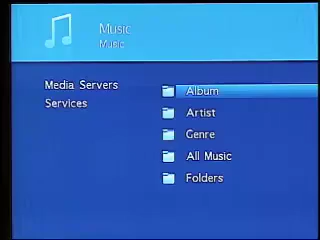 Music
Music
Media Servers
Services
Album
Artist
Genre
All Music
Folders